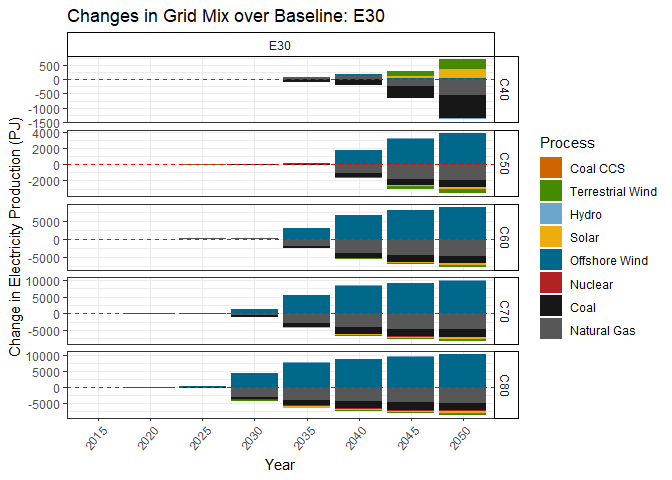 Changes in Grid Mix over Baseline: E30
E30
Change in Electricity Production (PJ)
500
0
-500
-1000
-1500
C40
4000
2000
0
-2000
C50
5000
0
-5000
C60
10000
5000
0
-5000
C70
10000
5000
0
-5000
C80
2015
2020
2025
2030
2035
2040
2045
2050
Year
Process
Coal CCS
Terrestrial Wind
Hydro
Solar
Offshore Wind
Nuclear
Coal
Natural Gas